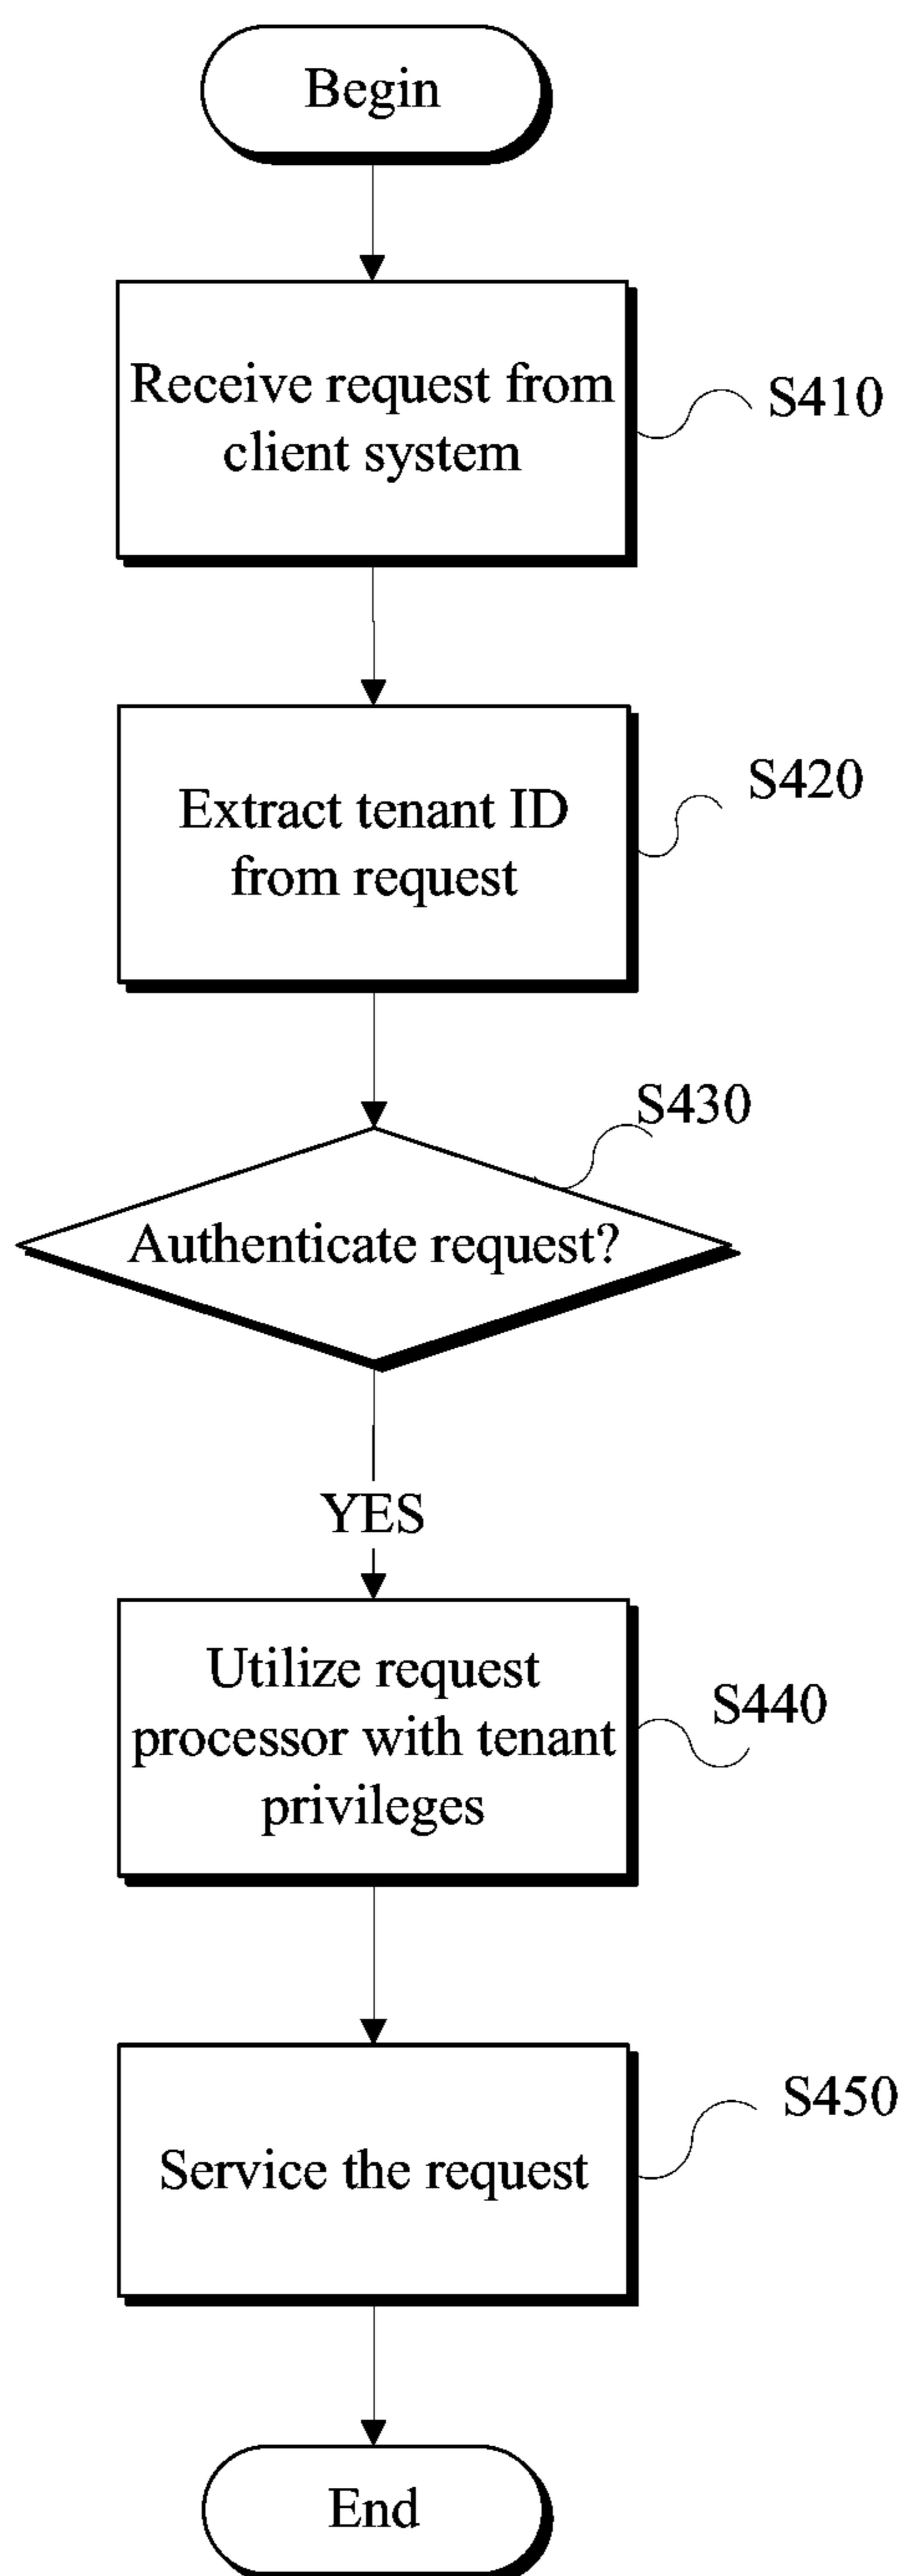 Begin
Receive request from
client system
S410
Extract tenant ID
from request
S420
S430
Authenticate request?
YES
Utilize request
processor with tenant
privileges
S440
Service the request
S450
End